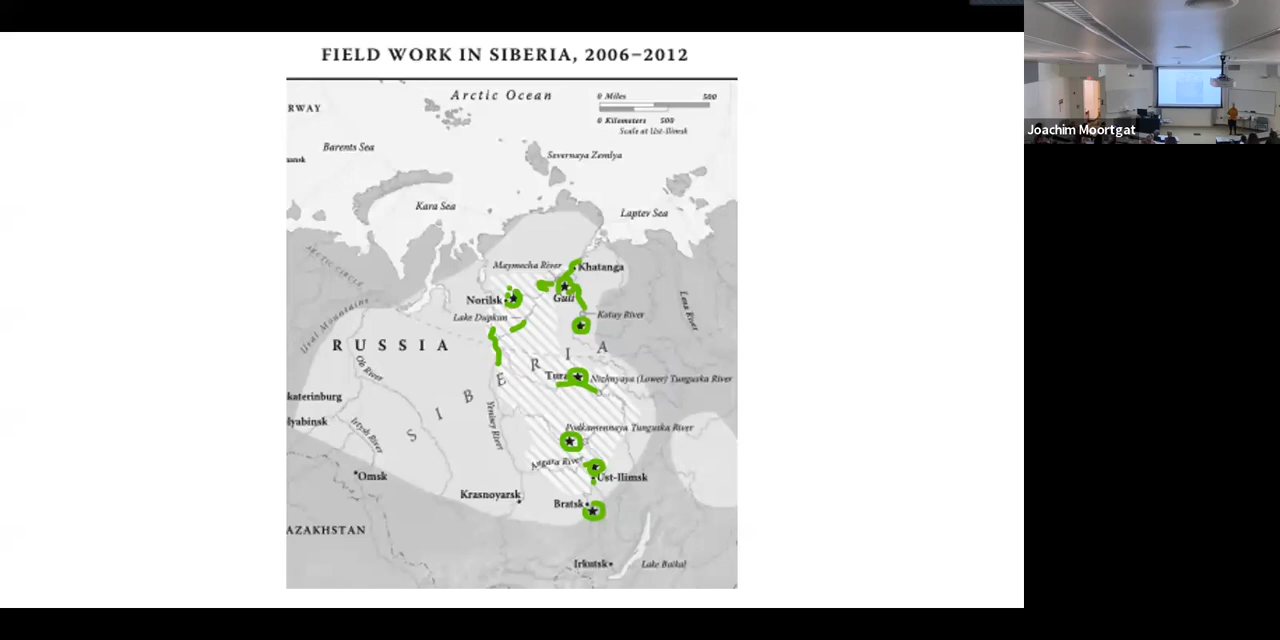 FIELD WORK IN SIBERIA, 2006–2012
Arctic Ocean
0 Miles 500
0 Kilometers 500
Scale at Ust-Ilimsk
RWAY
Barents Sea
Severnaya Zemlya
Kara Sea
Laptev Sea
ARCTIC CIRCLE
Maymecha River
Khatanga
Norilsk
Guli
Lake Dupkun
Kotuy River
Lena River
Ural Mountains
RUSSIA
SIBERIA
Ob River
Tura
Nizhnyaya (Lower) Tunguska River
katerinburg
lyabinsk
Irtysh River
Yenisey River
Podkamennaya Tunguska River
Angara River
Ust-Ilimsk
Omsk
Krasnoyarsk
Bratsk
AZAKHSTAN
Irkutsk
Lake Baikal
Joachim Moortgat